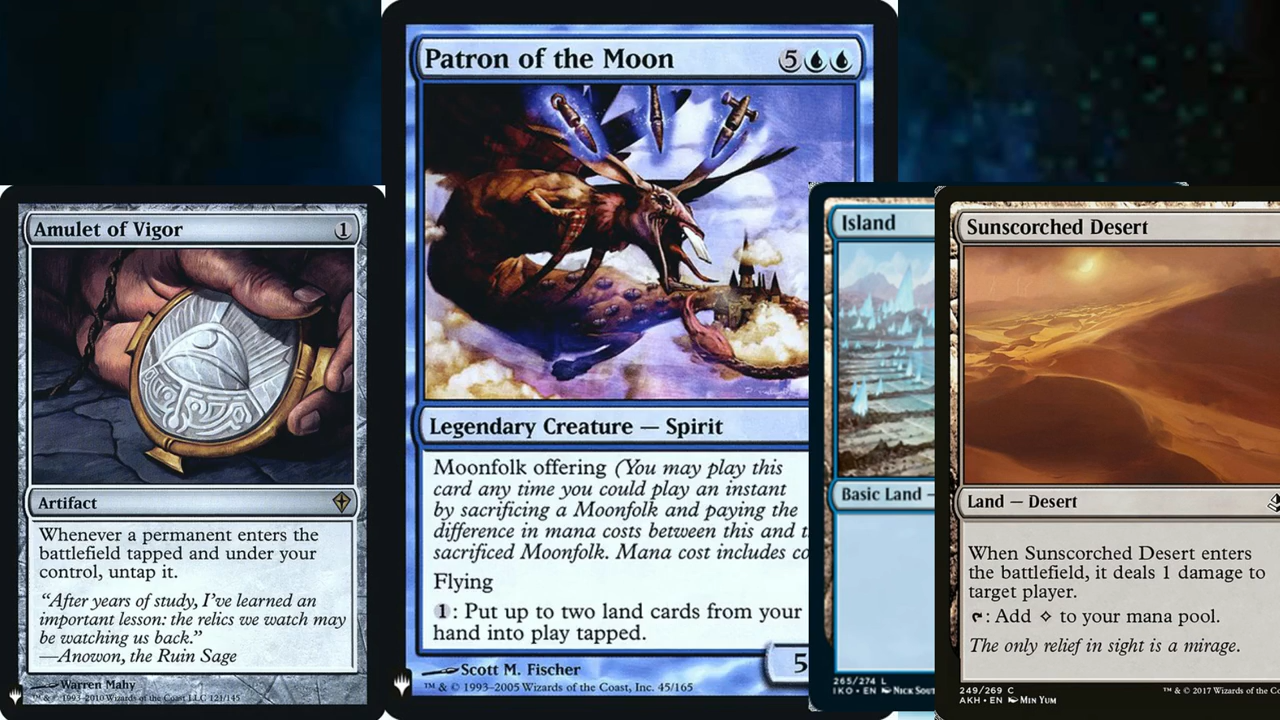 Amulet of Vigor 1
Artifact
Whenever a permanent enters the
battlefield tapped and under your
control, untap it.
“After years of study, I’ve learned an
important lesson: the relics we watch may
be watching us back.”
—Anowon, the Ruin Sage
Warren Mahy
™ & © 1993–2010 Wizards of the Coast LLC 121/145
Patron of the Moon 5
Legendary Creature — Spirit
Moonfolk offering (You may play this
card any time you could play an instant
by sacrificing a Moonfolk and paying the
difference in mana costs between this and t
sacrificed Moonfolk. Mana cost includes co
Flying
1: Put up to two land cards from your
hand into play tapped.
5
Scott M. Fischer
™ & © 1993–2005 Wizards of the Coast, Inc. 45/165
Island
Basic Land —
265/274 L
IKO • EN Nick Sout
Sunscorched Desert
Land — Desert
When Sunscorched Desert enters
the battlefield, it deals 1 damage to
target player.
: Add to your mana pool.
The only relief in sight is a mirage.
249/269 C
AKH • EN Min Yum
™ & © 2017 Wizards of the Co